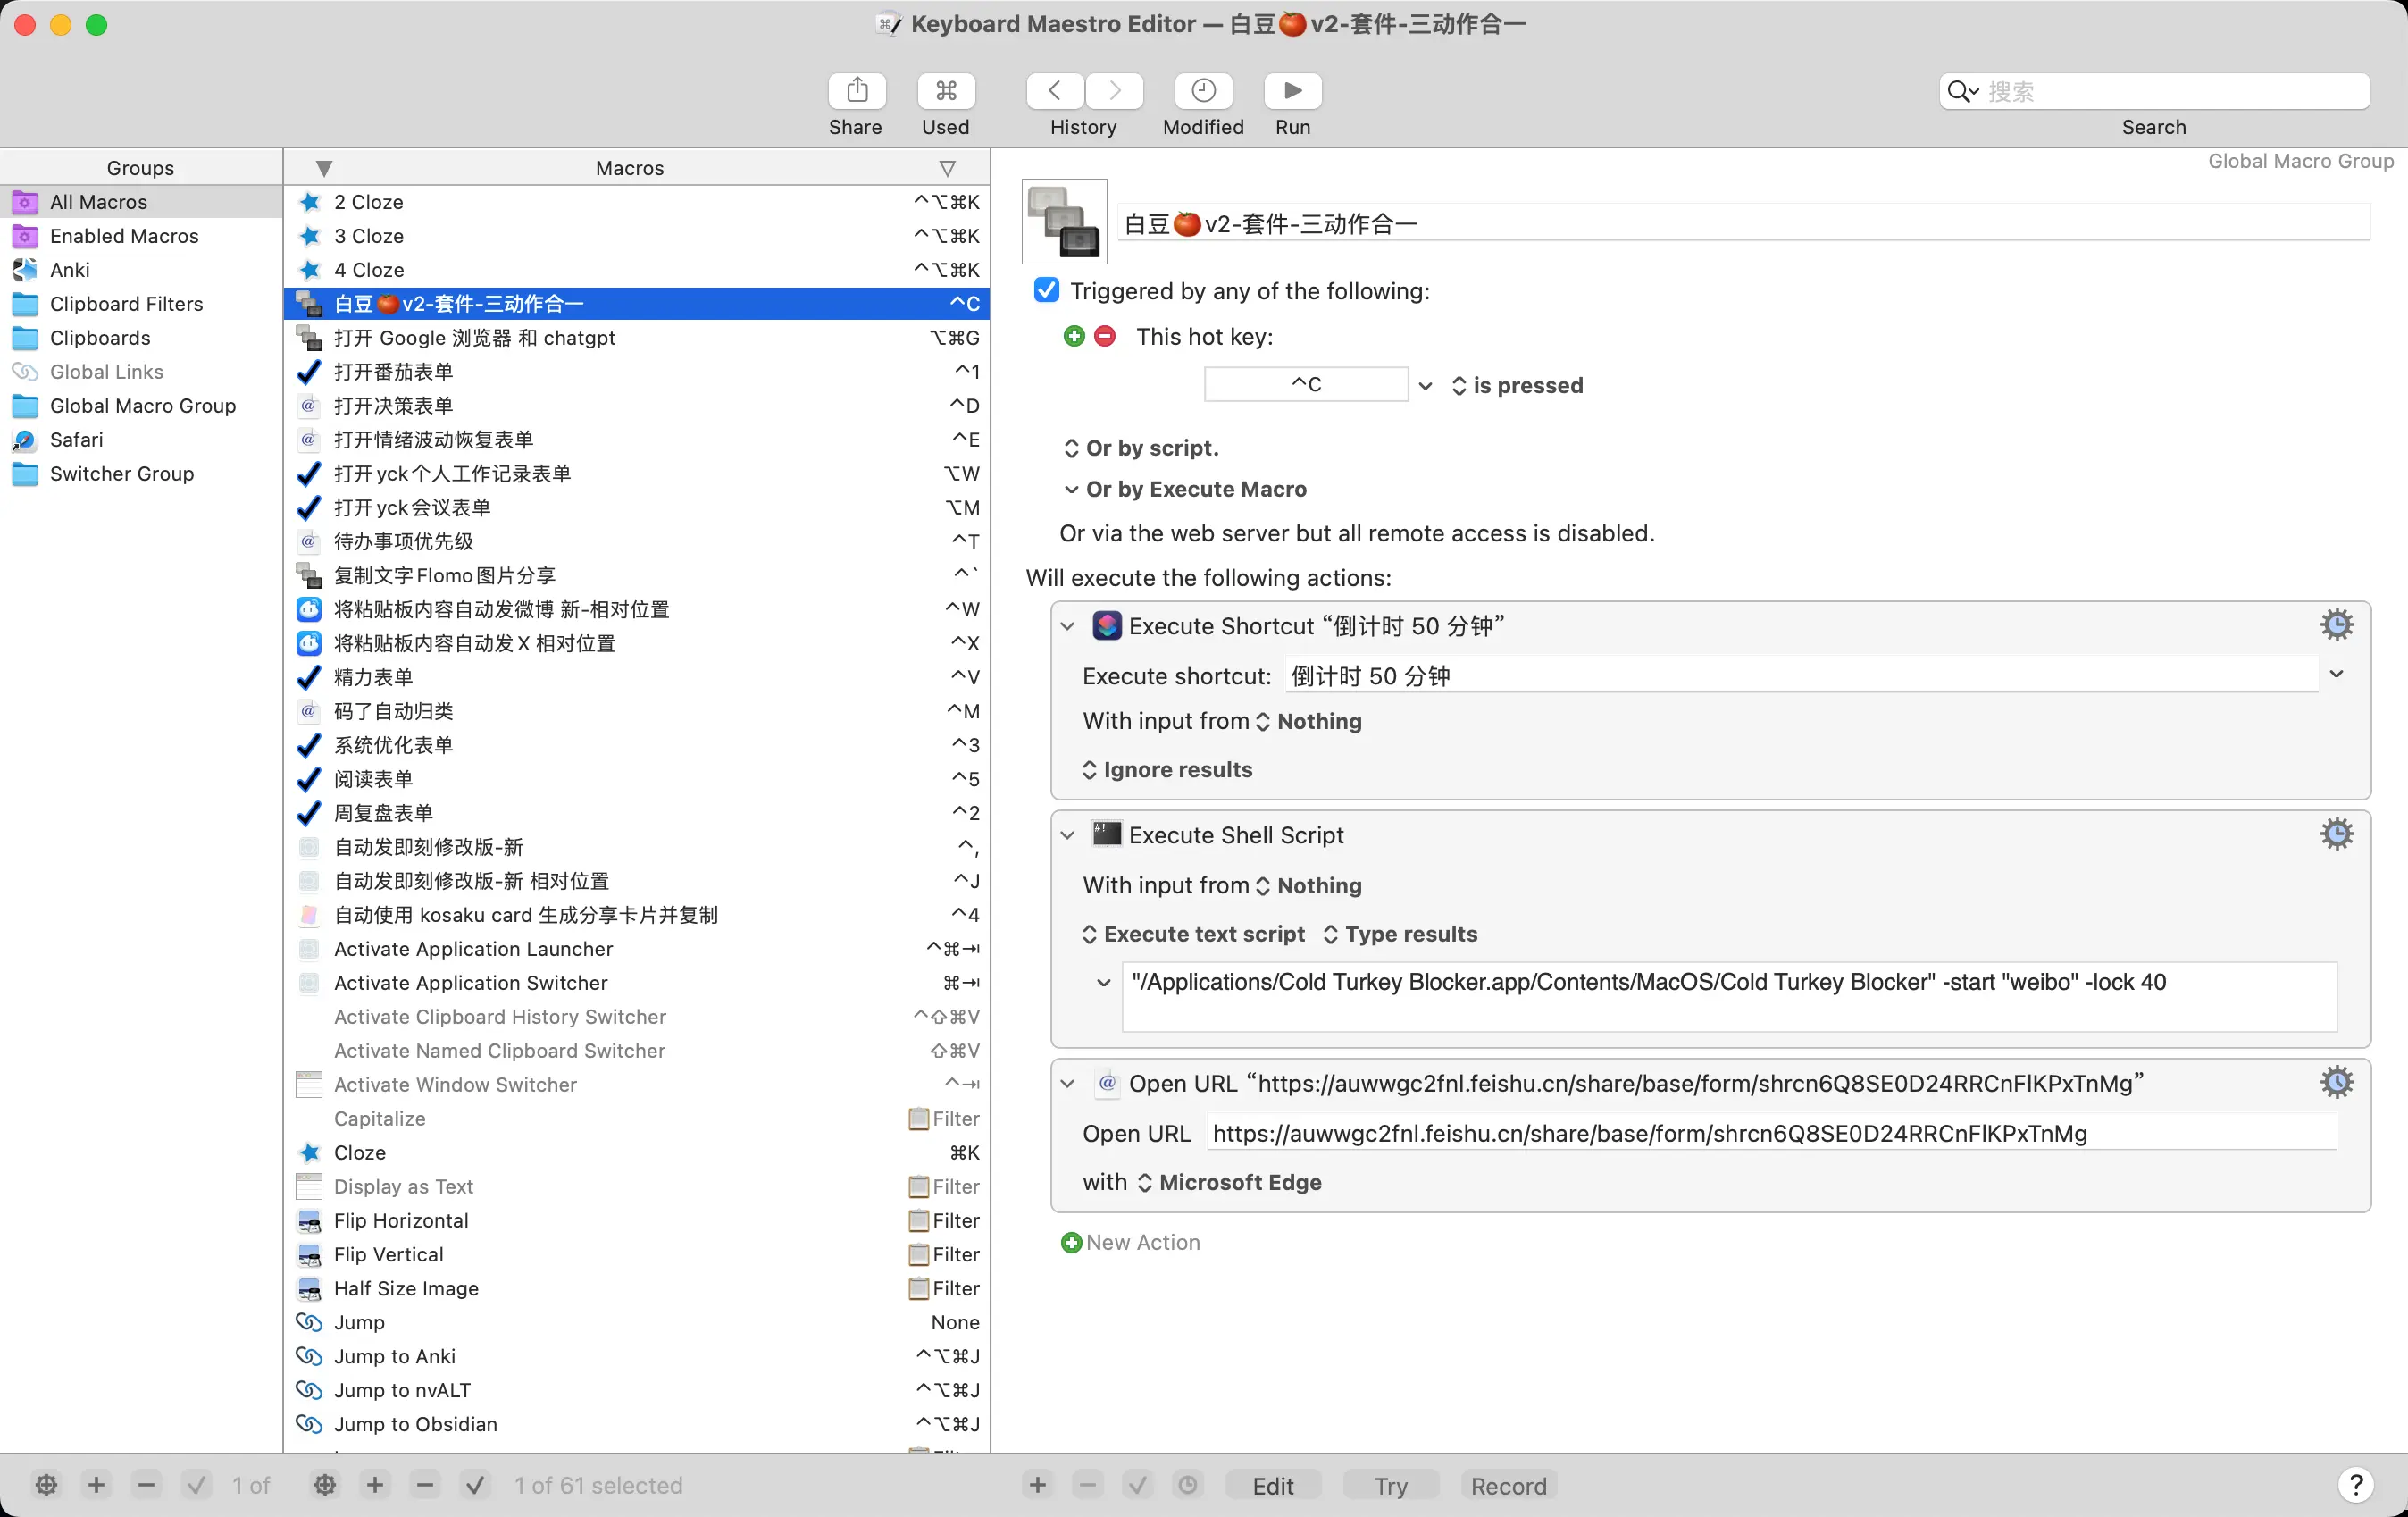 Keyboard Maestro Editor — 白豆🍅v2-套件-三动作合一
Share
Used
History
Modified
Run
搜索
Search
Groups
All Macros
Enabled Macros
Anki
Clipboard Filters
Clipboards
Global Links
Global Macro Group
Safari
Switcher Group
Macros
2 Cloze ^⌥⌘K
3 Cloze ^⌥⌘K
4 Cloze ^⌥⌘K
白豆🍅v2-套件-三动作合一 ^C
打开 Google 浏览器 和 chatgpt ⌥⌘G
打开番茄表单 ^1
打开决策表单 ^D
打开情绪波动恢复表单 ^E
打开yck个人工作记录表单 ⌥W
打开yck会议表单 ⌥M
待办事项优先级 ^T
复制文字Flomo图片分享 ^`
将粘贴板内容自动发微博 新-相对位置 ^W
将粘贴板内容自动发X 相对位置 ^X
精力表单 ^V
码了自动归类 ^M
系统优化表单 ^3
阅读表单 ^5
周复盘表单 ^2
自动发即刻修改版-新 ^,
自动发即刻修改版-新 相对位置 ^J
自动使用 kosaku card 生成分享卡片并复制 ^4
Activate Application Launcher ^⌘⇥
Activate Application Switcher ⌘⇥
Activate Clipboard History Switcher ^⇧⌘V
Activate Named Clipboard Switcher ⇧⌘V
Activate Window Switcher ^⇥
Capitalize Filter
Cloze ⌘K
Display as Text Filter
Flip Horizontal Filter
Flip Vertical Filter
Half Size Image Filter
Jump None
Jump to Anki ^⌥⌘J
Jump to nvALT ^⌥⌘J
Jump to Obsidian ^⌥⌘J
Global Macro Group
白豆🍅v2-套件-三动作合一
Triggered by any of the following:
This hot key:
^C is pressed
Or by script.
Or by Execute Macro
Or via the web server but all remote access is disabled.
Will execute the following actions:
Execute Shortcut “倒计时 50 分钟”
Execute shortcut: 倒计时 50 分钟
With input from Nothing
Ignore results
Execute Shell Script
With input from Nothing
Execute text script Type results
"/Applications/Cold Turkey Blocker.app/Contents/MacOS/Cold Turkey Blocker" -start "weibo" -lock 40
Open URL “https://auwwgc2fnl.feishu.cn/share/base/form/shrcn6Q8SE0D24RRCnFlKPxTnMg”
Open URL https://auwwgc2fnl.feishu.cn/share/base/form/shrcn6Q8SE0D24RRCnFlKPxTnMg
with Microsoft Edge
New Action
1 of
1 of 61 selected
Edit
Try
Record
?